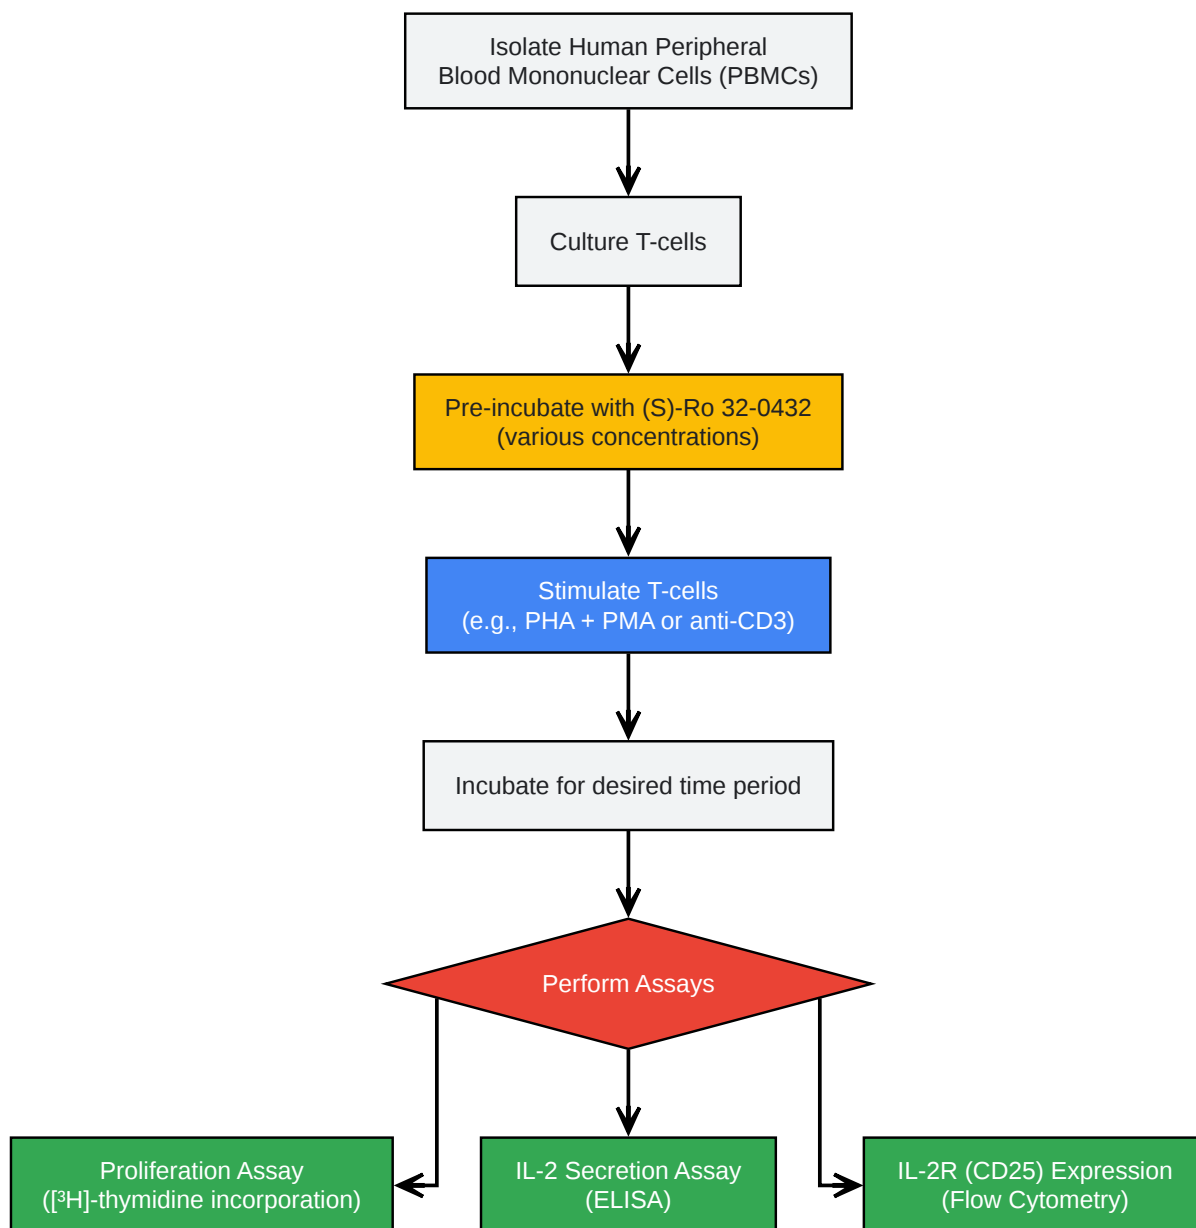 Isolate Human Peripheral
Blood Mononuclear Cells (PBMCs)
Culture T-cells
Pre-incubate with (S)-Ro 32-0432
(various concentrations)
Stimulate T-cells
(e.g., PHA + PMA or anti-CD3)
Incubate for desired time period
Perform Assays
Proliferation Assay
([³H]-thymidine incorporation)
IL-2 Secretion Assay
(ELISA)
IL-2R (CD25) Expression
(Flow Cytometry)